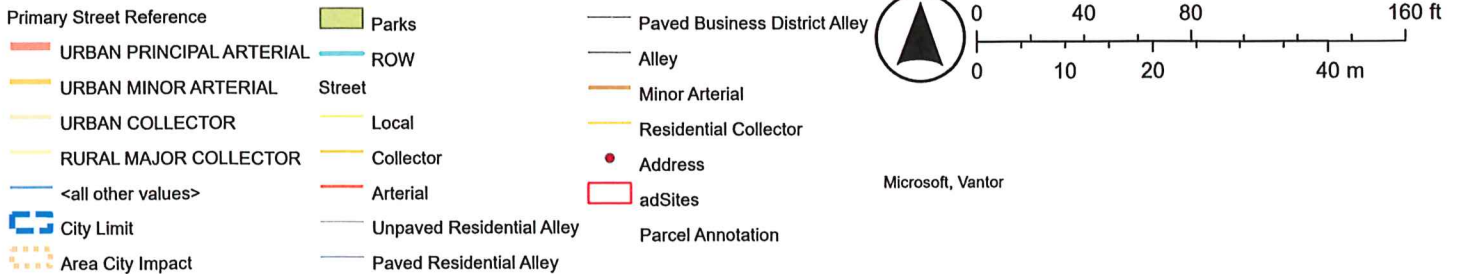 Primary Street Reference
URBAN PRINCIPAL ARTERIAL
URBAN MINOR ARTERIAL
URBAN COLLECTOR
RURAL MAJOR COLLECTOR
<all other values>
City Limit
Area City Impact
Parks
ROW
Street
Local
Collector
Arterial
Unpaved Residential Alley
Paved Residential Alley
Paved Business District Alley
Alley
Minor Arterial
Residential Collector
Address
adSites
Parcel Annotation
0 40 80 160 ft
0 10 20 40 m
Microsoft, Vantor